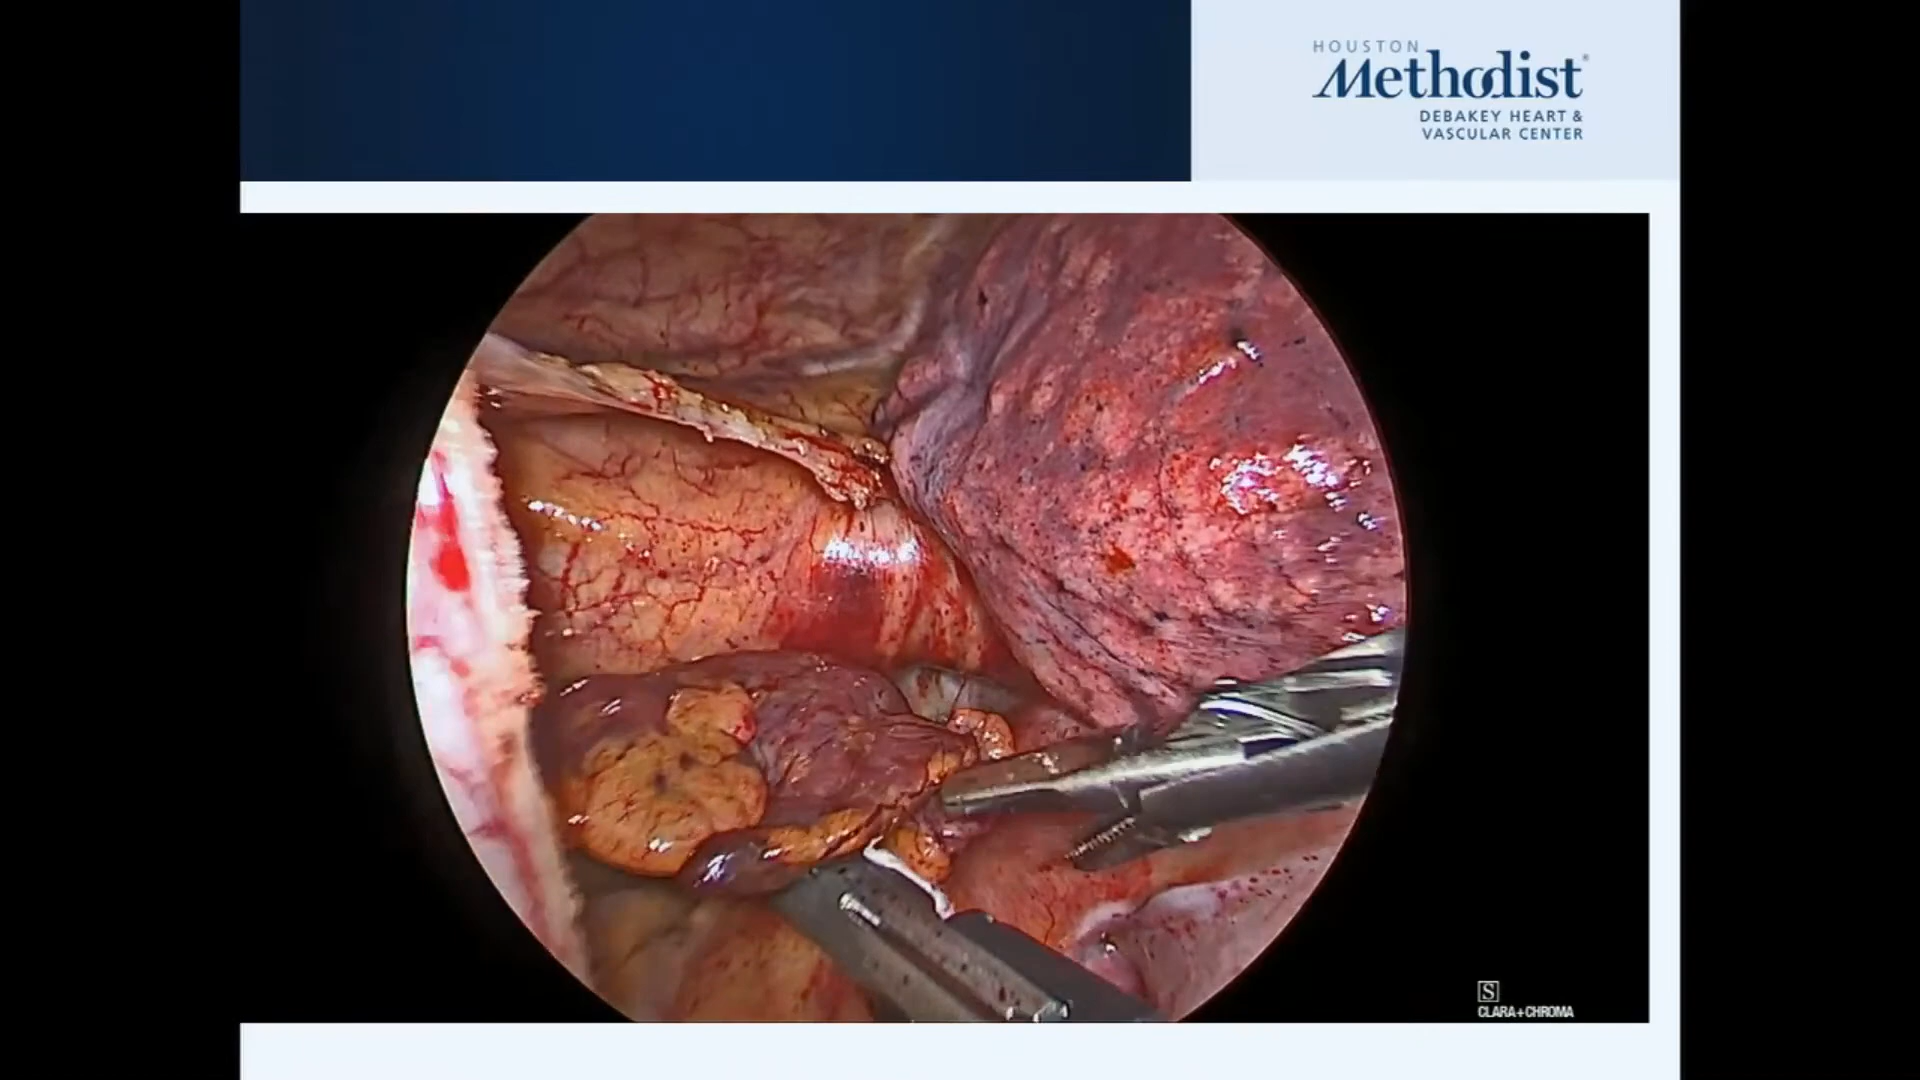 HOUSTON
Methodist®
DEBAKEY HEART &
VASCULAR CENTER
S
CLARA+CHROMA